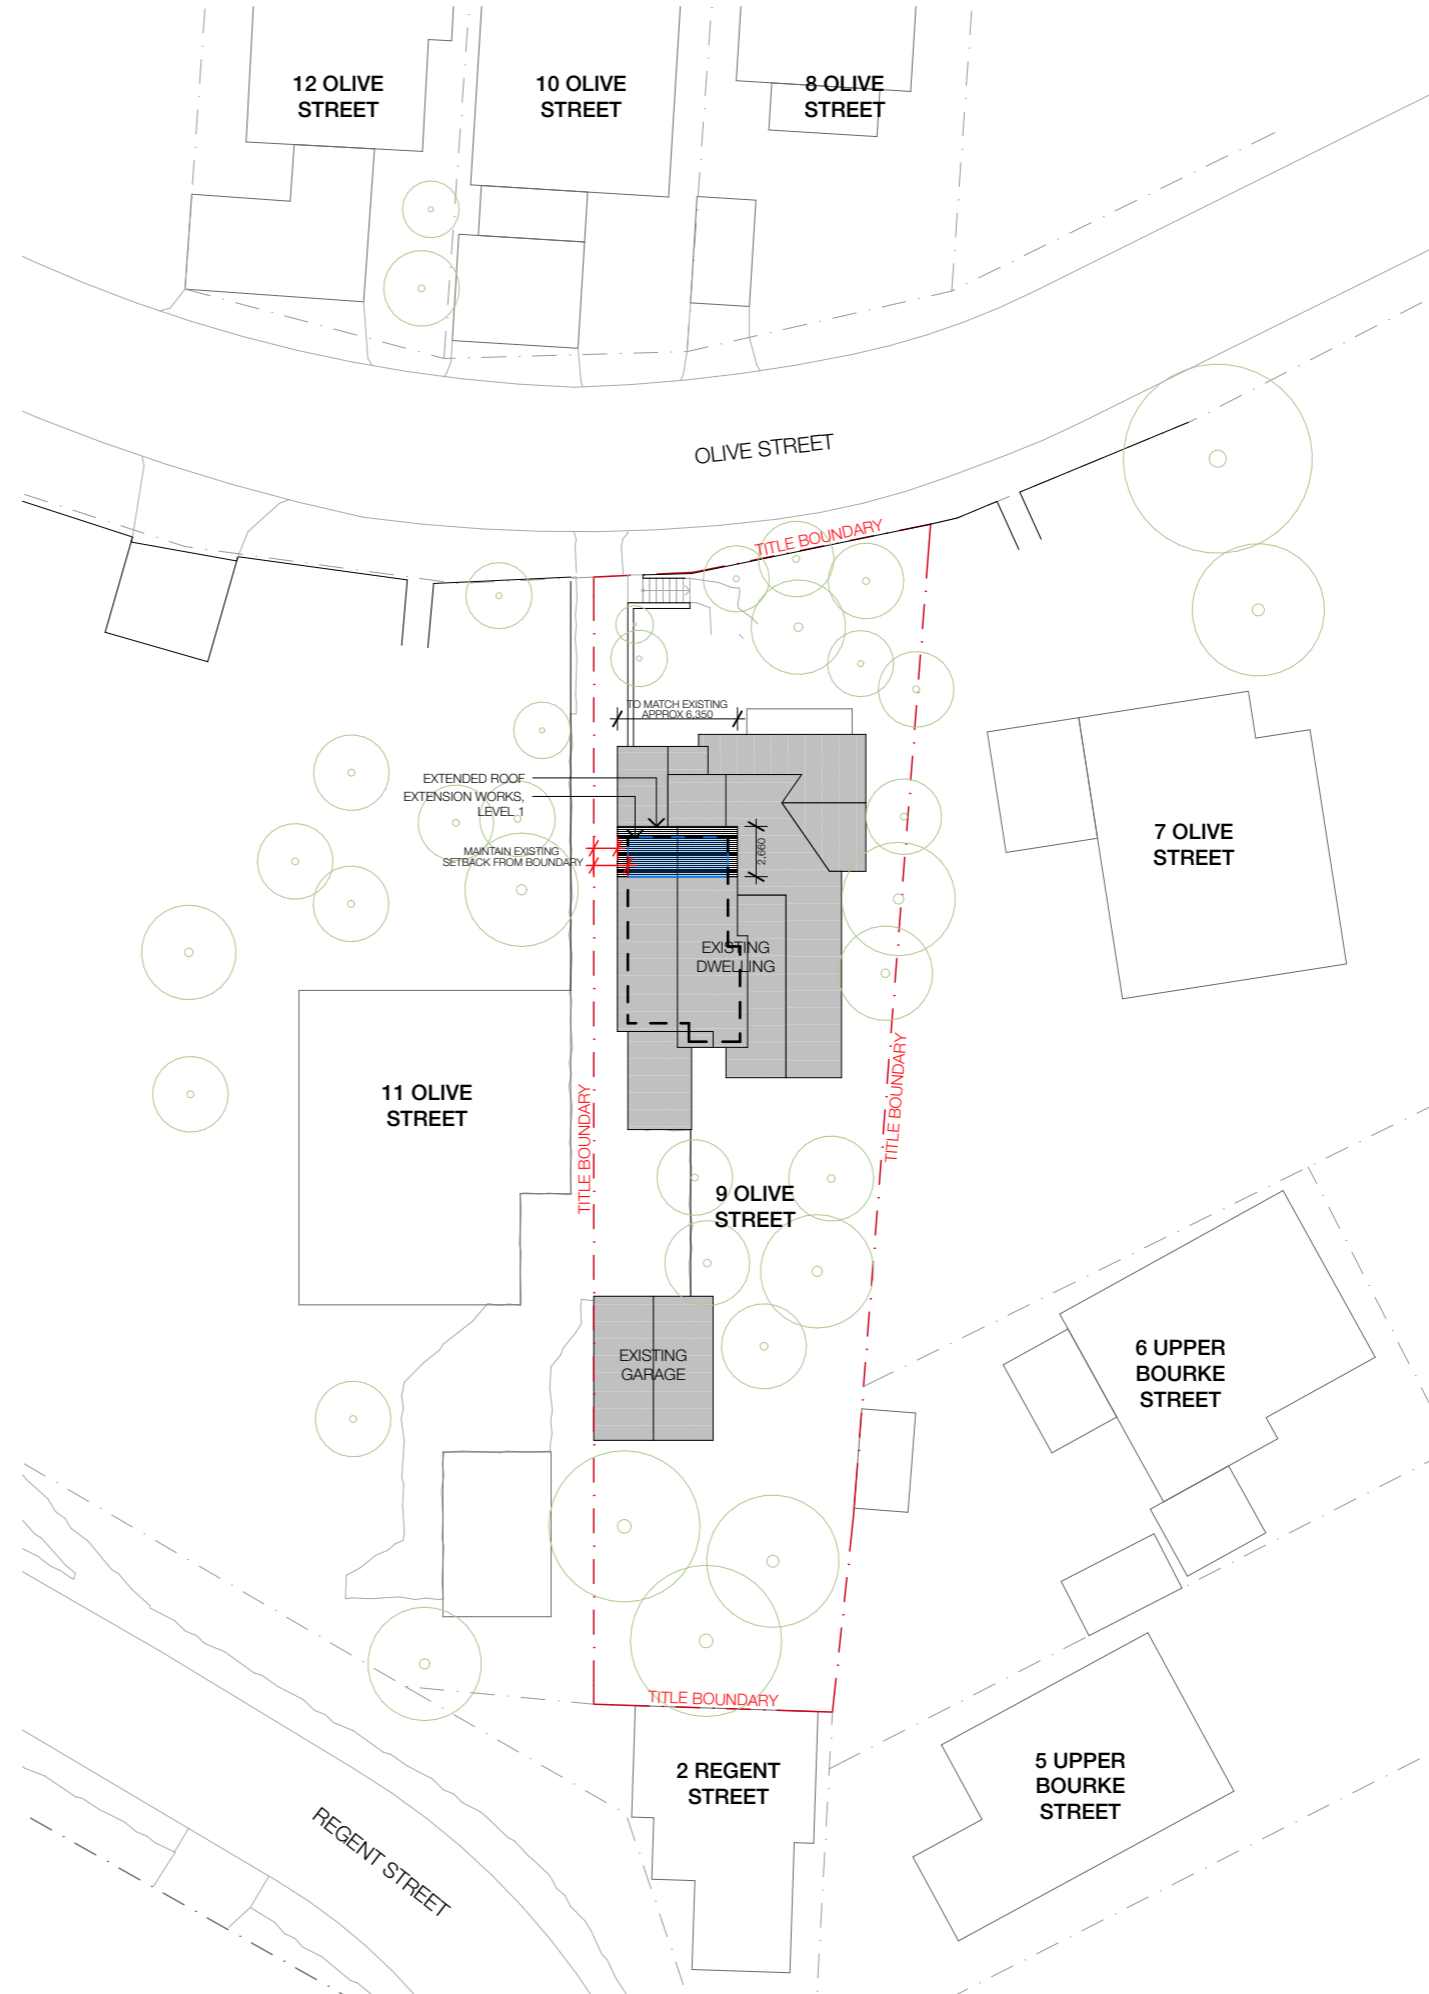 12 OLIVE
STREET
10 OLIVE
STREET
8 OLIVE
STREET
OLIVE STREET
TITLE BOUNDARY
TO MATCH EXISTING
APPROX 6,350
EXTENDED ROOF
EXTENSION WORKS,
LEVEL 1
MAINTAIN EXISTING
SETBACK FROM BOUNDARY
2,660
7 OLIVE
STREET
EXISTING
DWELLING
11 OLIVE
STREET
TITLE BOUNDARY
TITLE BOUNDARY
9 OLIVE
STREET
EXISTING
GARAGE
6 UPPER
BOURKE
STREET
TITLE BOUNDARY
2 REGENT
STREET
5 UPPER
BOURKE
STREET
REGENT STREET